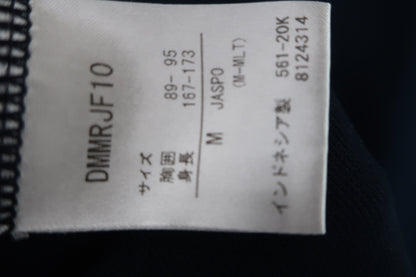 DMMRJF10
サイズ
胸囲 89- 95
身長 167-173
M JASPO
(M-MLT)
インドネシア製 561-20K
8124314